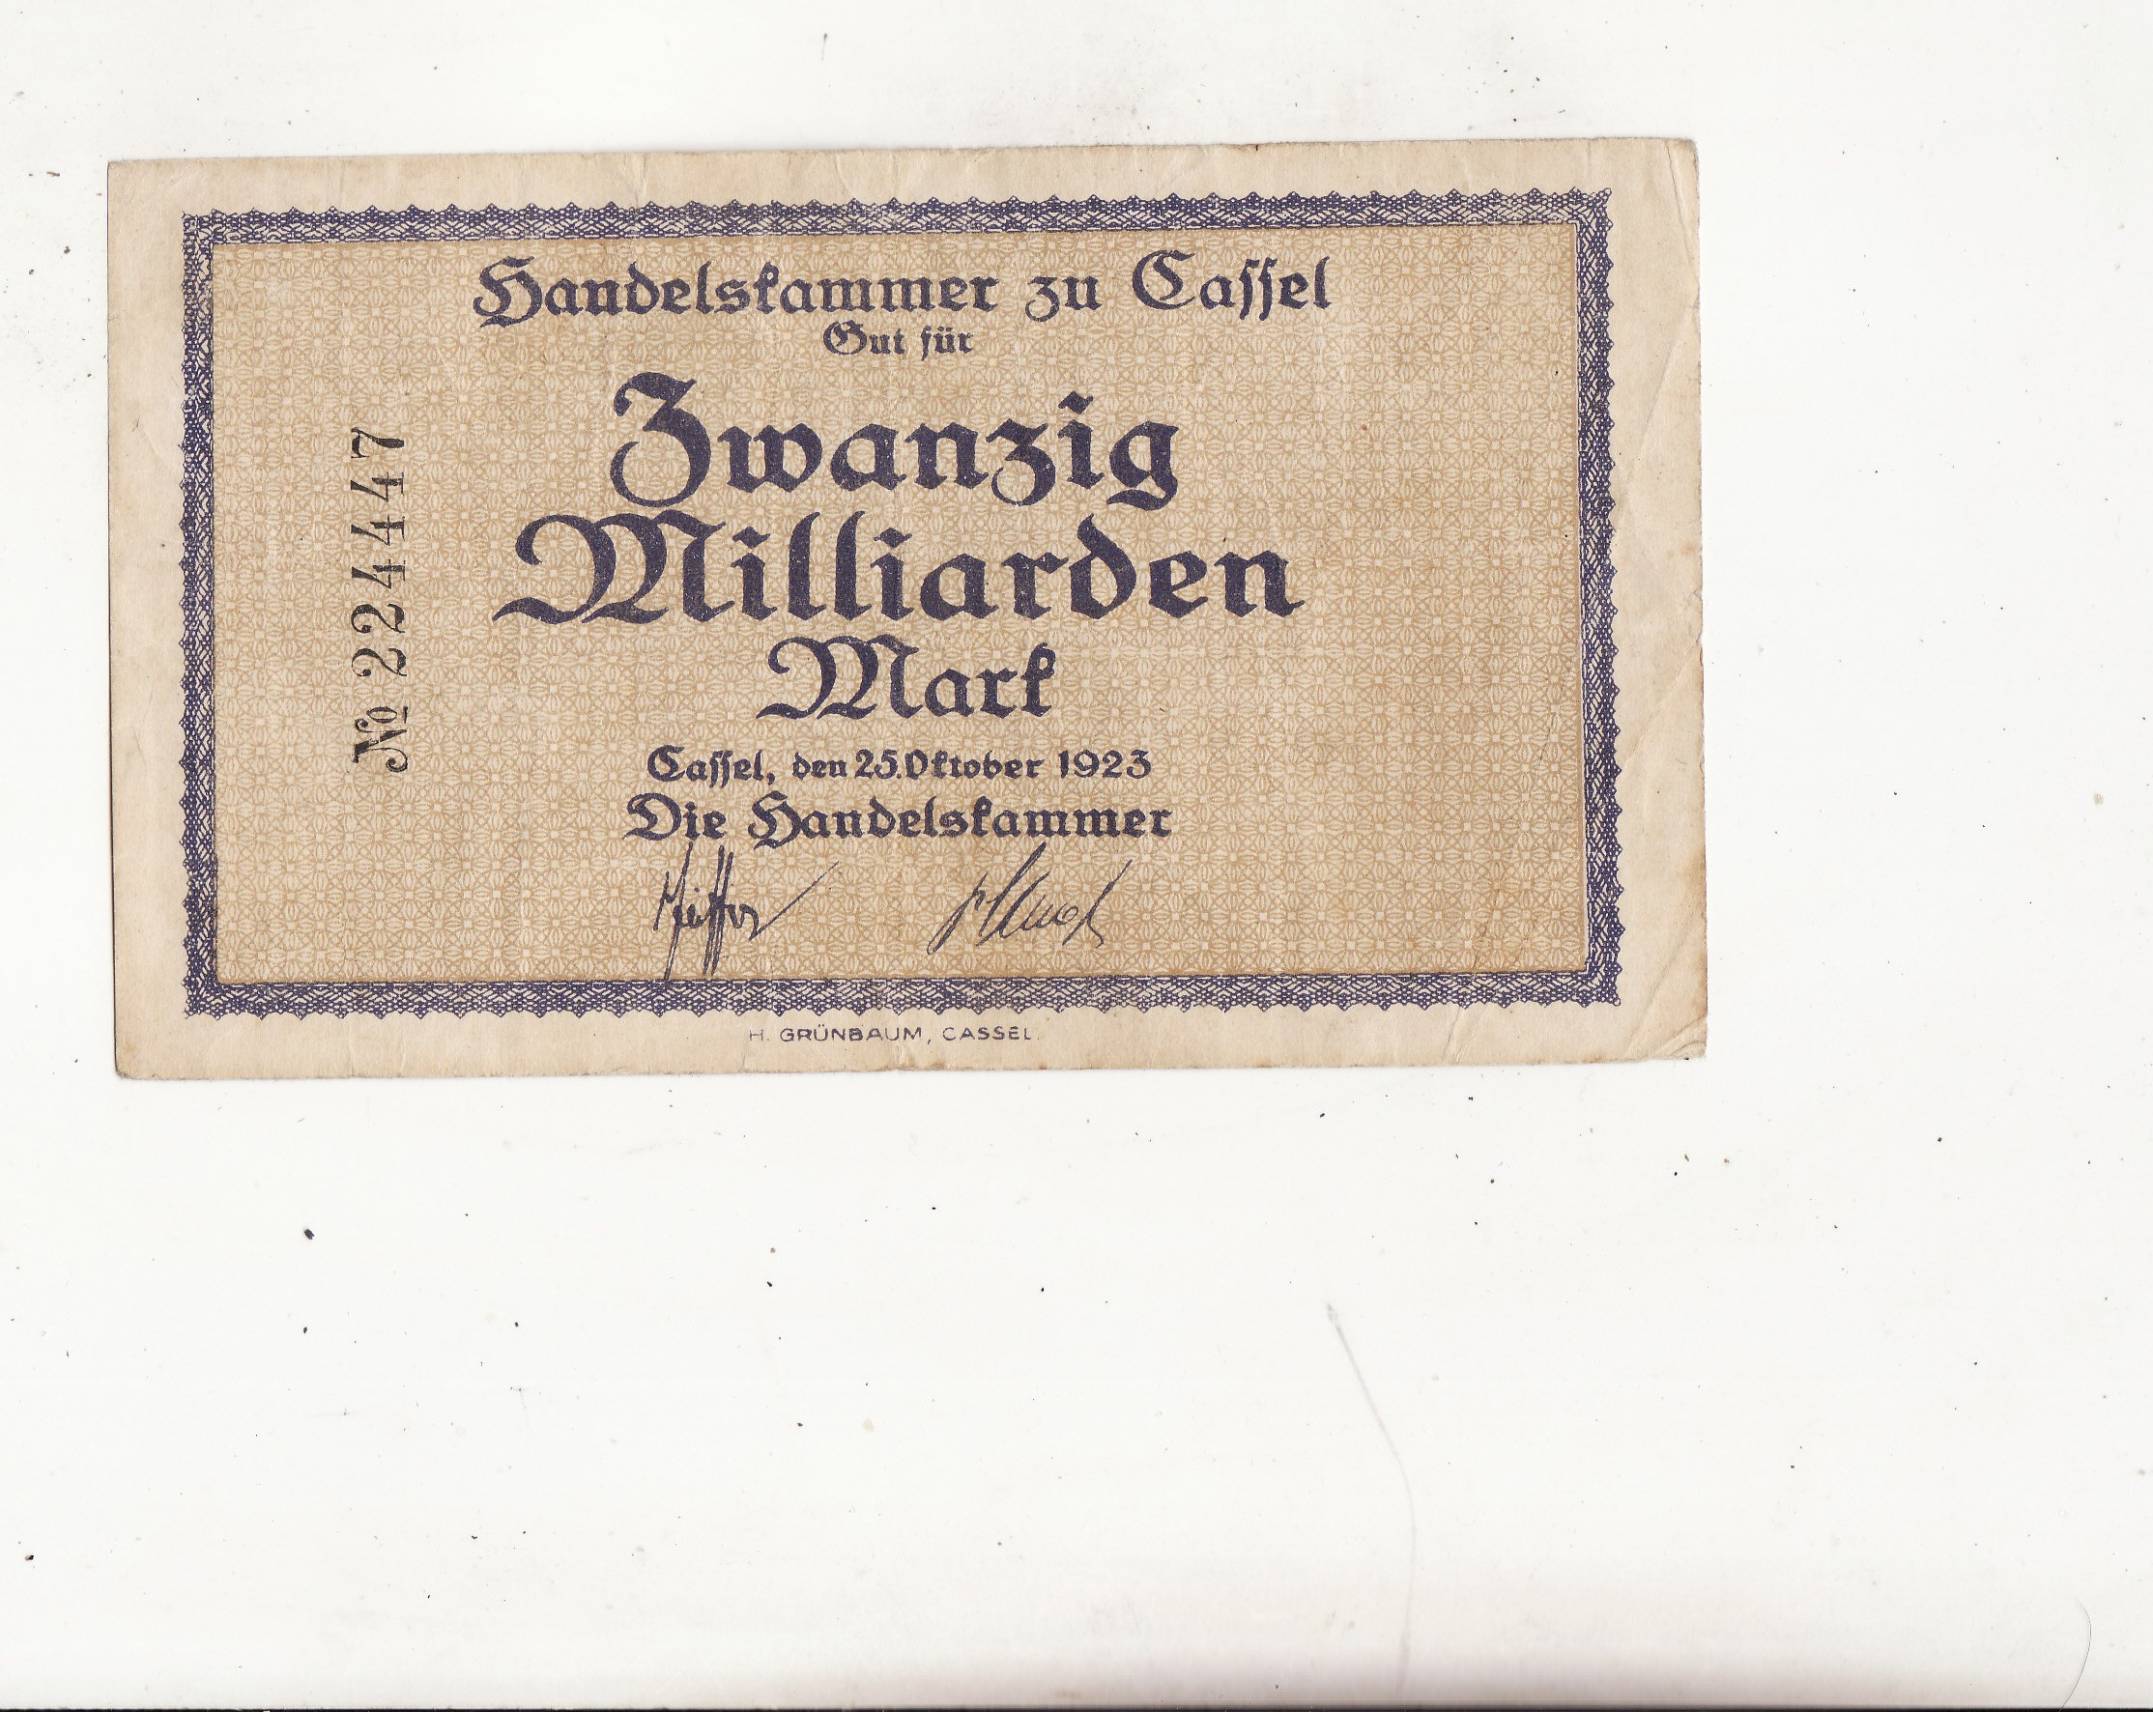 Handelskammer zu Cassel
Gut für
Zwanzig
Milliarden
Mark
Cassel, den 25. Oktober 1923
Die Handelskammer
№ 224447
H. GRÜNBAUM, CASSEL.